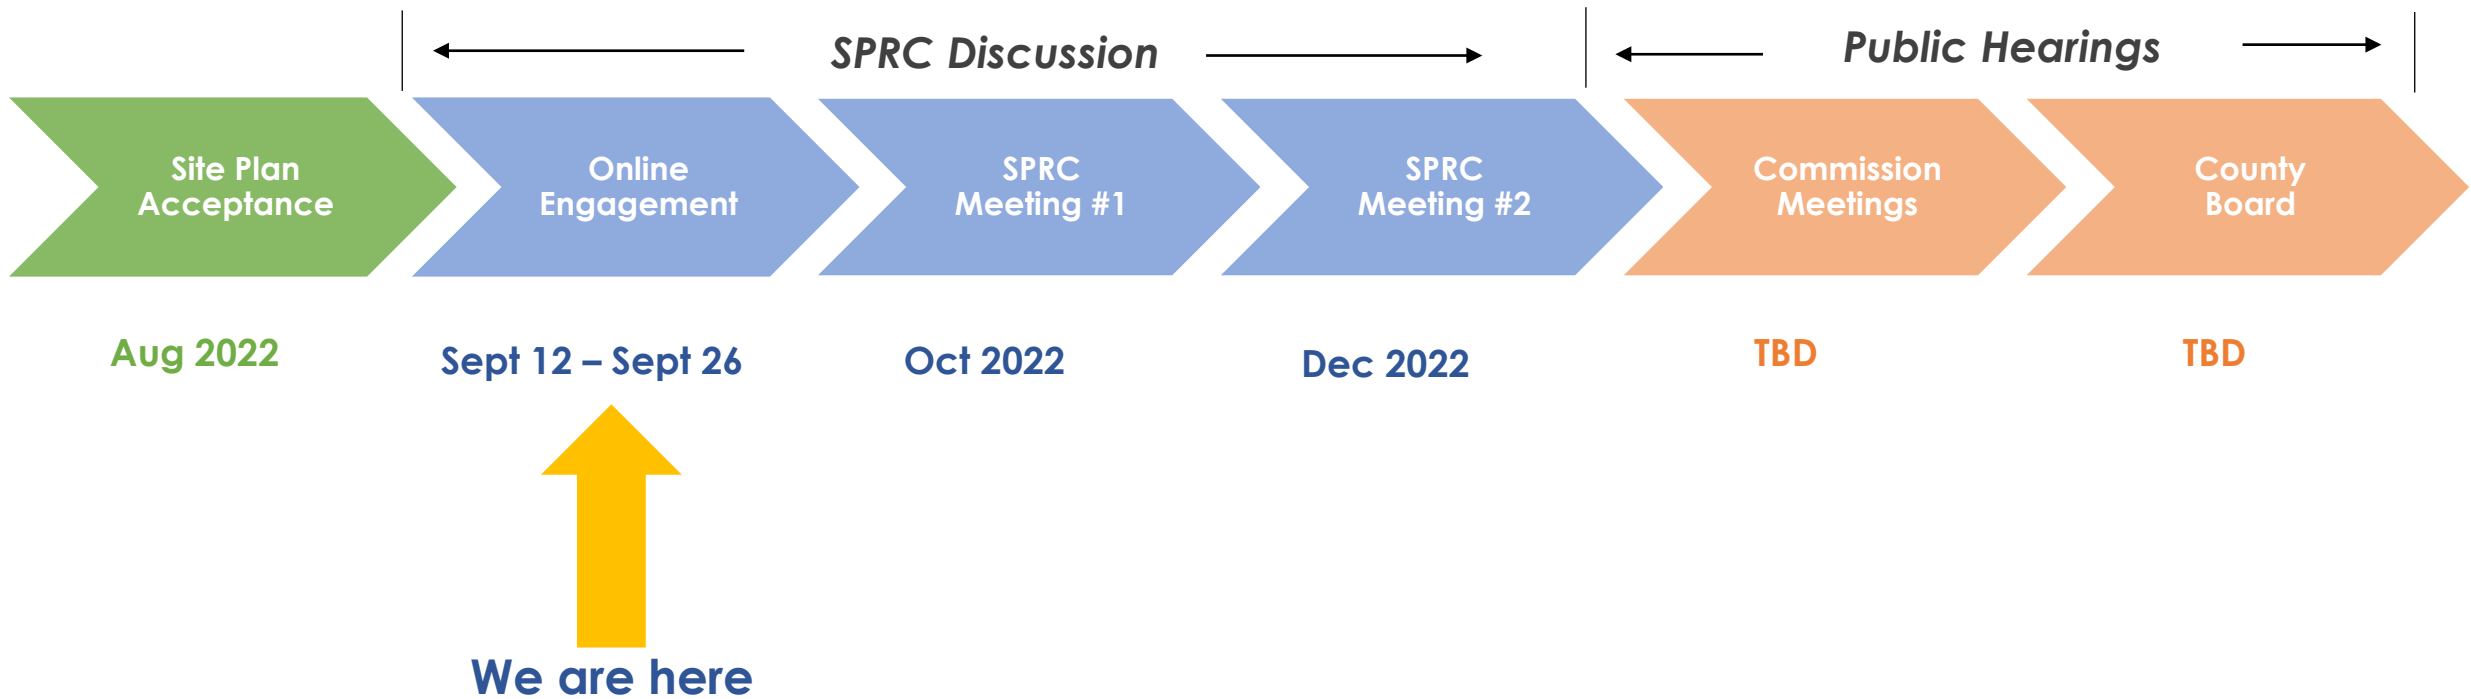 SPRC Discussion
Public Hearings
Site Plan
Acceptance
Online
Engagement
SPRC
Meeting #1
SPRC
Meeting #2
Commission
Meetings
County
Board
Aug 2022
Sept 12 – Sept 26
Oct 2022
Dec 2022
TBD
TBD
We are here